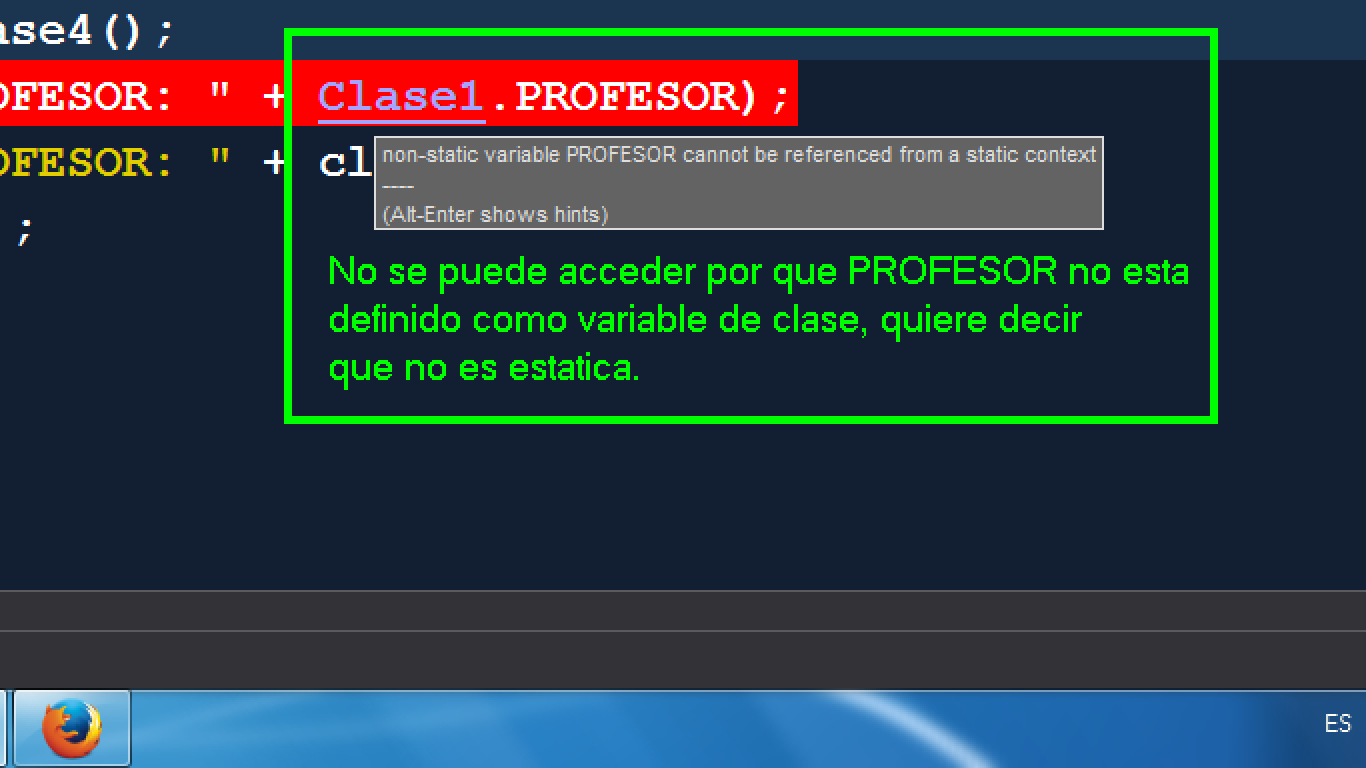 ase4();
OFESOR: " + Clase1.PROFESOR);
OFESOR: " + cl
non-static variable PROFESOR cannot be referenced from a static context
----
(Alt-Enter shows hints)
;
No se puede acceder por que PROFESOR no esta
definido como variable de clase, quiere decir
que no es estatica.
ES